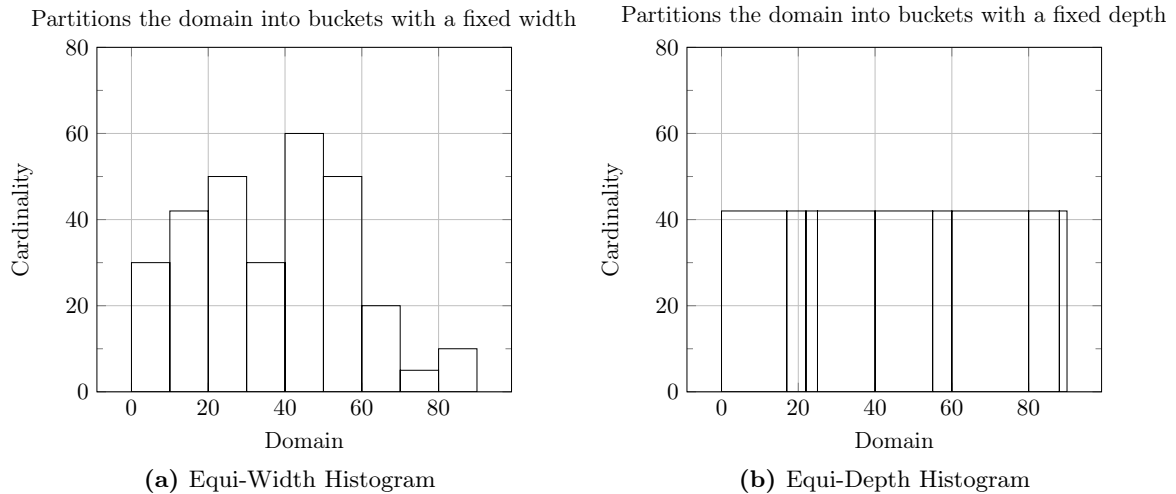 Partitions the domain into buckets with a fixed width
80
60
40
20
0
Cardinality
0 20 40 60 80
Domain
(a) Equi-Width Histogram
Partitions the domain into buckets with a fixed depth
80
60
40
20
0
Cardinality
0 20 40 60 80
Domain
(b) Equi-Depth Histogram